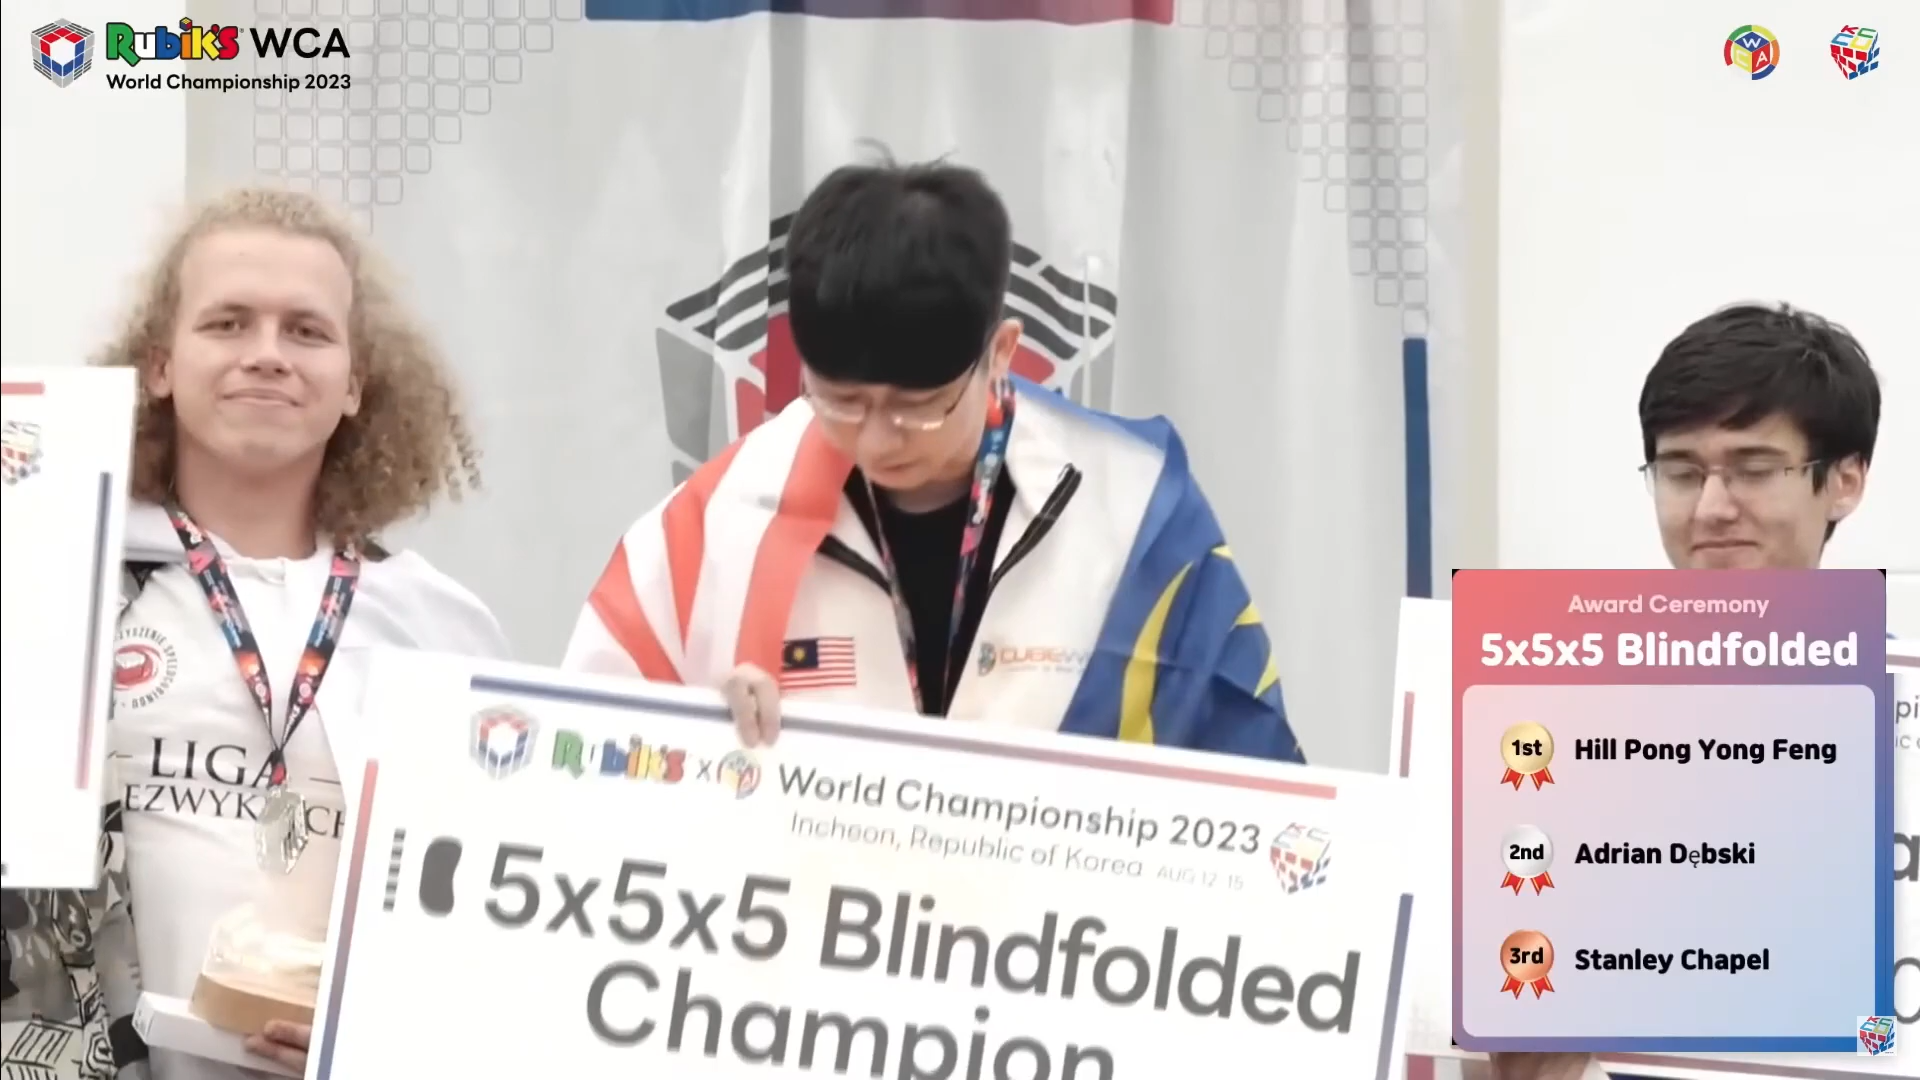 Rubik's WCA
World Championship 2023
WCA
LIGA
Rubik's x
World Championship 2023
Incheon, Republic of Korea AUG 12-15
5x5x5 Blindfolded
Champion
Award Ceremony
5x5x5 Blindfolded
1st Hill Pong Yong Feng
2nd Adrian Dębski
3rd Stanley Chapel